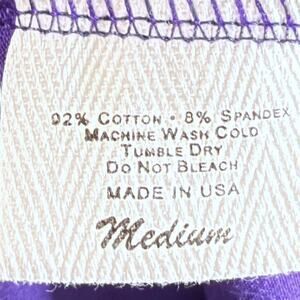 92% COTTON • 8% SPANDEX
MACHINE WASH COLD
TUMBLE DRY
DO NOT BLEACH
MADE IN USA
Medium